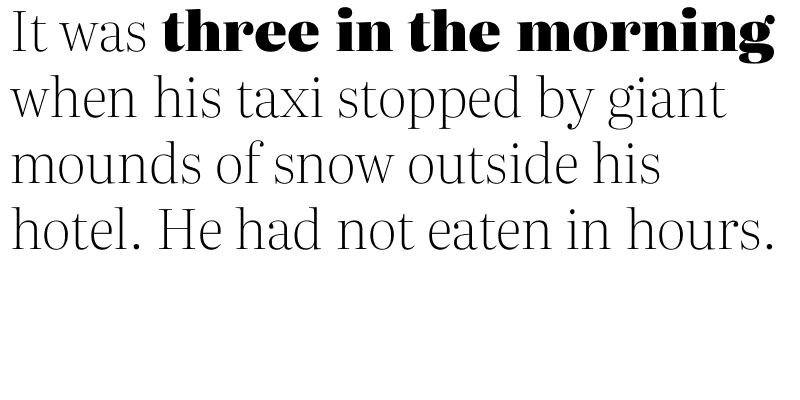 It was three in the morning
when his taxi stopped by giant
mounds of snow outside his
hotel. He had not eaten in hours.